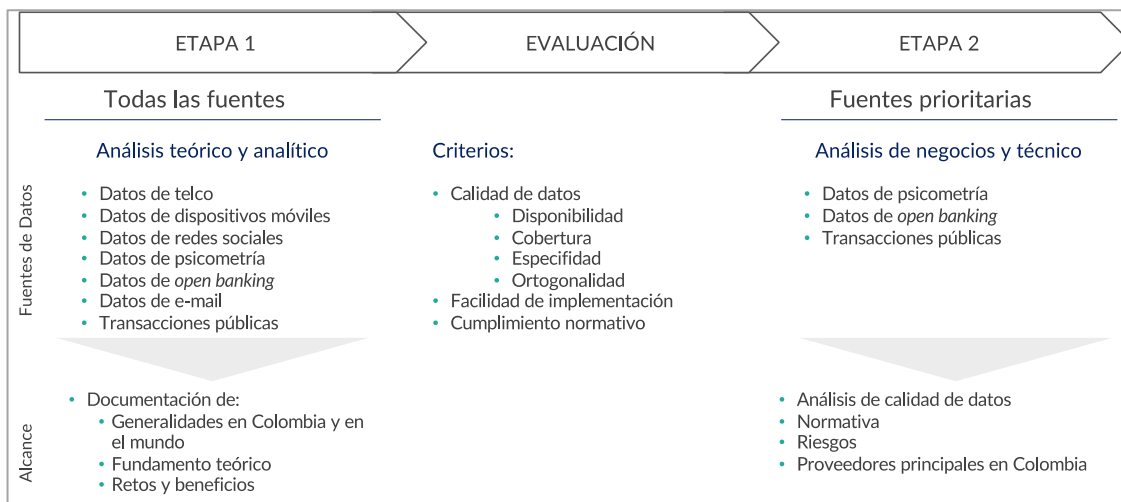 ETAPA 1
EVALUACIÓN
ETAPA 2
Todas las fuentes
Fuentes prioritarias
Fuentes de Datos
Análisis teórico y analítico
• Datos de telco
• Datos de dispositivos móviles
• Datos de redes sociales
• Datos de psicometría
• Datos de open banking
• Datos de e-mail
• Transacciones públicas
Criterios:
• Calidad de datos
• Disponibilidad
• Cobertura
• Especifidad
• Ortogonalidad
• Facilidad de implementación
• Cumplimiento normativo
Análisis de negocios y técnico
• Datos de psicometría
• Datos de open banking
• Transacciones públicas
Alcance
• Documentación de:
• Generalidades en Colombia y en
el mundo
• Fundamento teórico
• Retos y beneficios
• Análisis de calidad de datos
• Normativa
• Riesgos
• Proveedores principales en Colombia